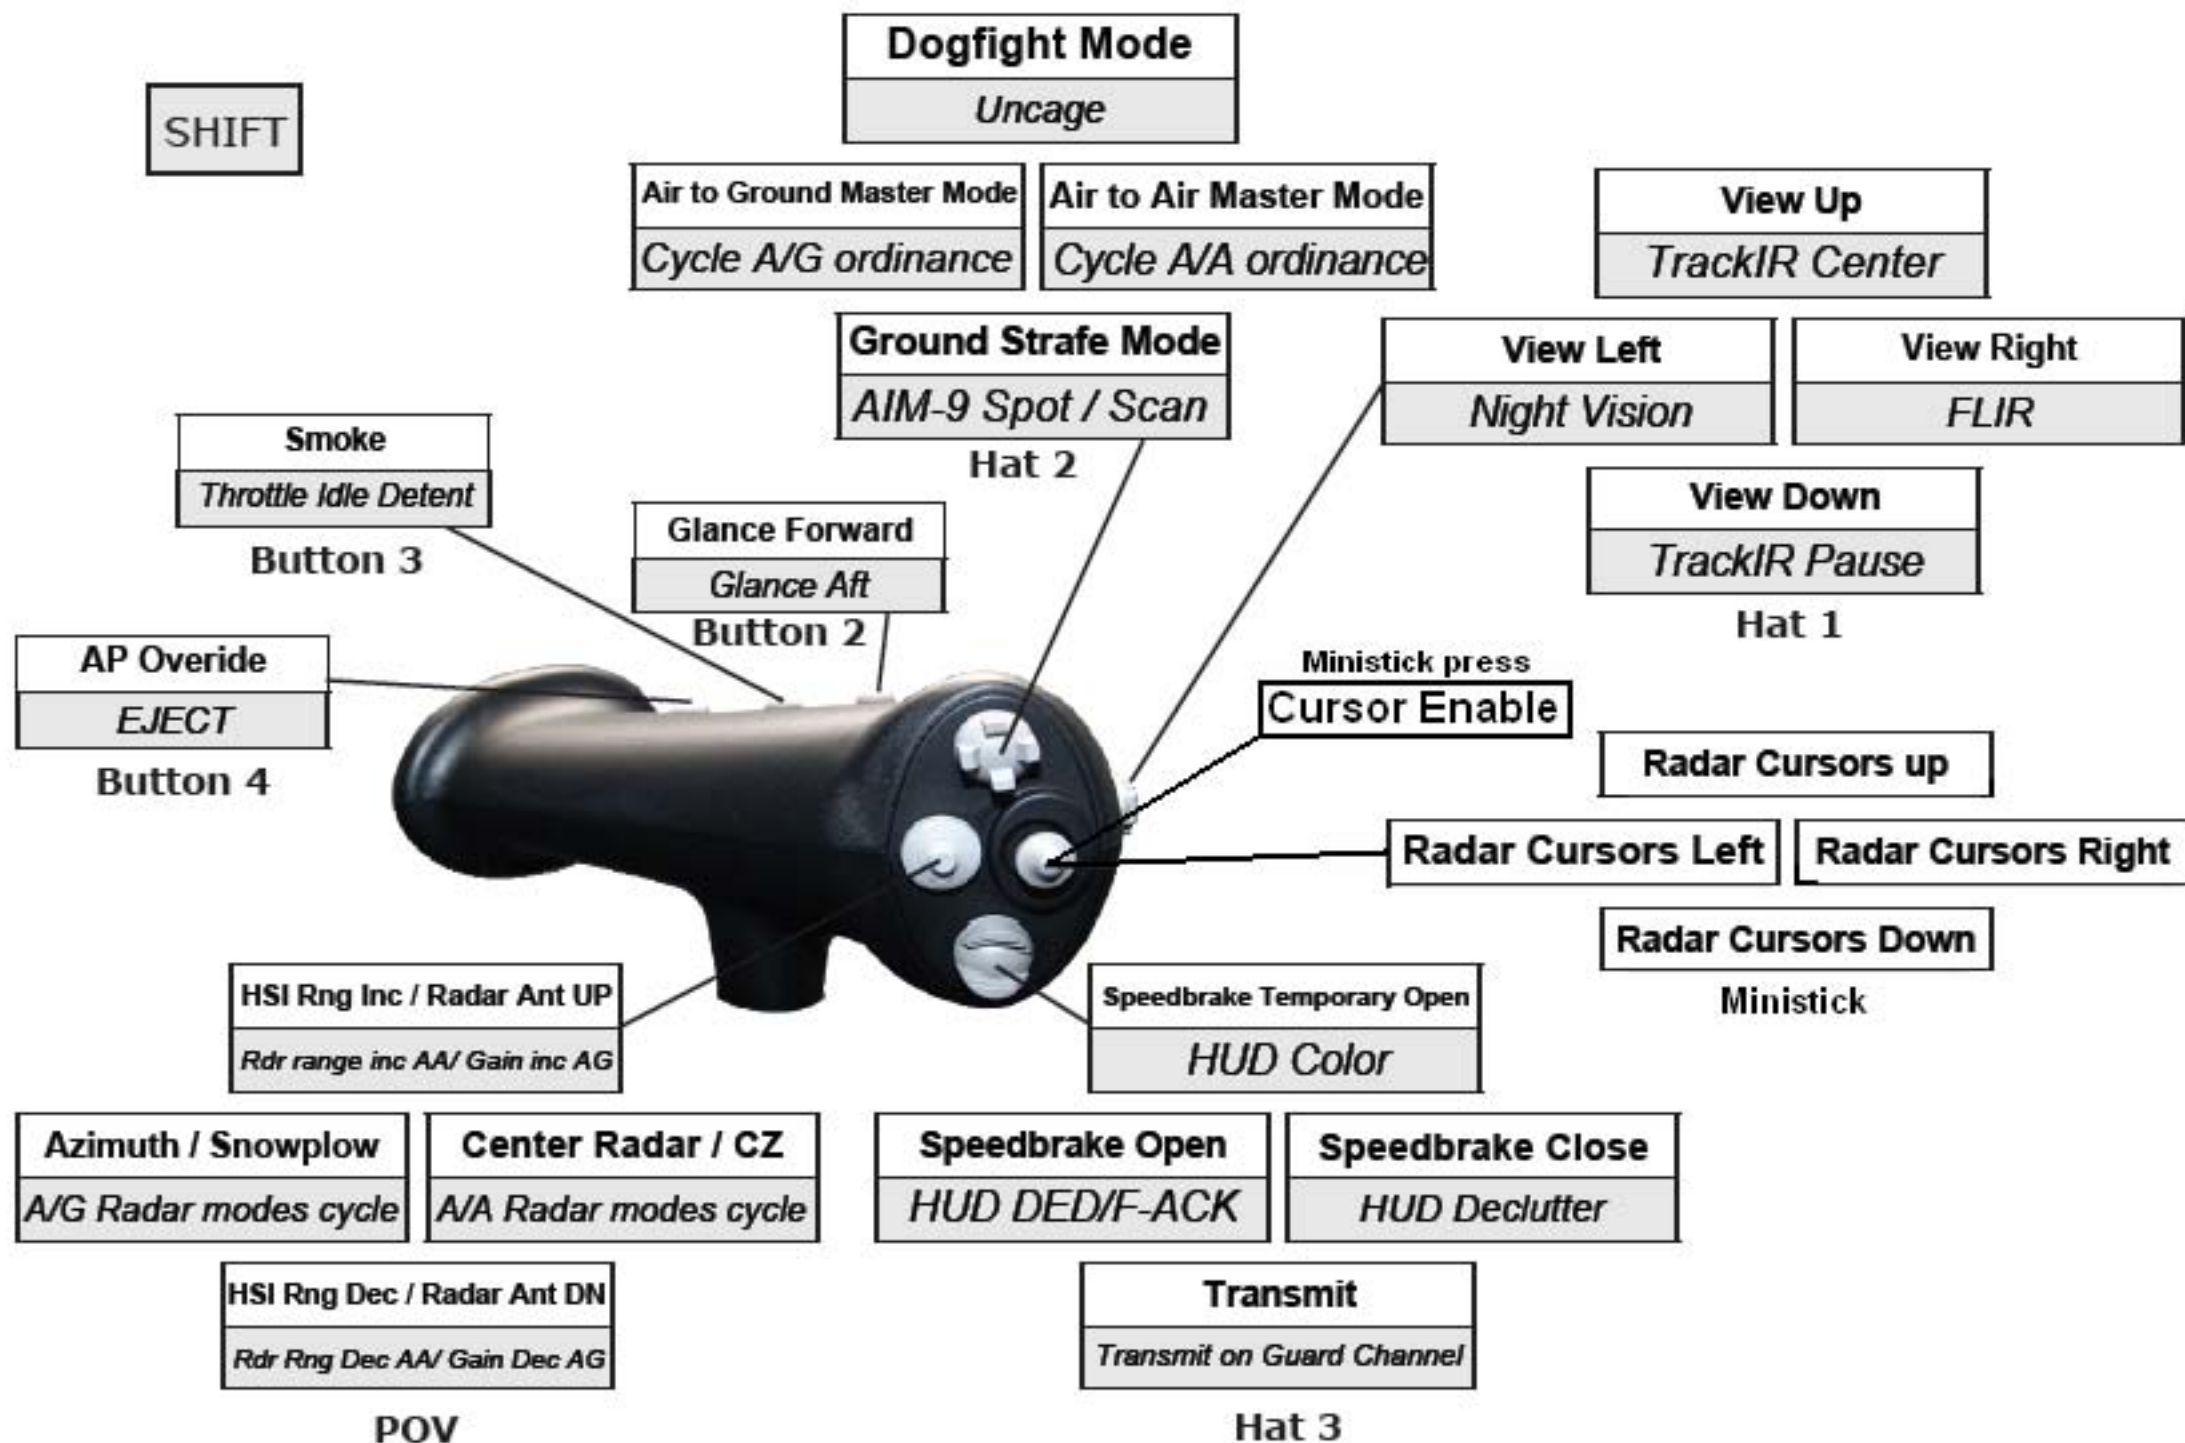 Dogfight Mode
Uncage
SHIFT
Air to Ground Master Mode
Cycle A/G ordinance
Air to Air Master Mode
Cycle A/A ordinance
Ground Strafe Mode
AIM-9 Spot / Scan
Hat 2
View Up
TrackIR Center
View Left
Night Vision
View Right
FLIR
View Down
TrackIR Pause
Hat 1
Smoke
Throttle Idle Detent
Button 3
Glance Forward
Glance Aft
Button 2
AP Overide
EJECT
Button 4
Ministick press
Cursor Enable
Radar Cursors up
Radar Cursors Left
Radar Cursors Right
Radar Cursors Down
Ministick
HSI Rng Inc / Radar Ant UP
Rdr range inc AA/ Gain inc AG
Azimuth / Snowplow
A/G Radar modes cycle
Center Radar / CZ
A/A Radar modes cycle
HSI Rng Dec / Radar Ant DN
Rdr Rng Dec AA/ Gain Dec AG
POV
Speedbrake Temporary Open
HUD Color
Speedbrake Open
HUD DED/F-ACK
Speedbrake Close
HUD Declutter
Transmit
Transmit on Guard Channel
Hat 3